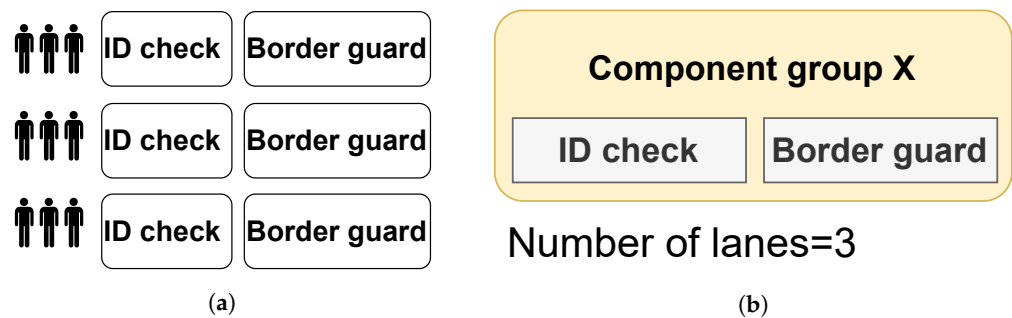 ID check Border guard
ID check Border guard
ID check Border guard
(a)
Component group X
ID check Border guard
Number of lanes=3
(b)